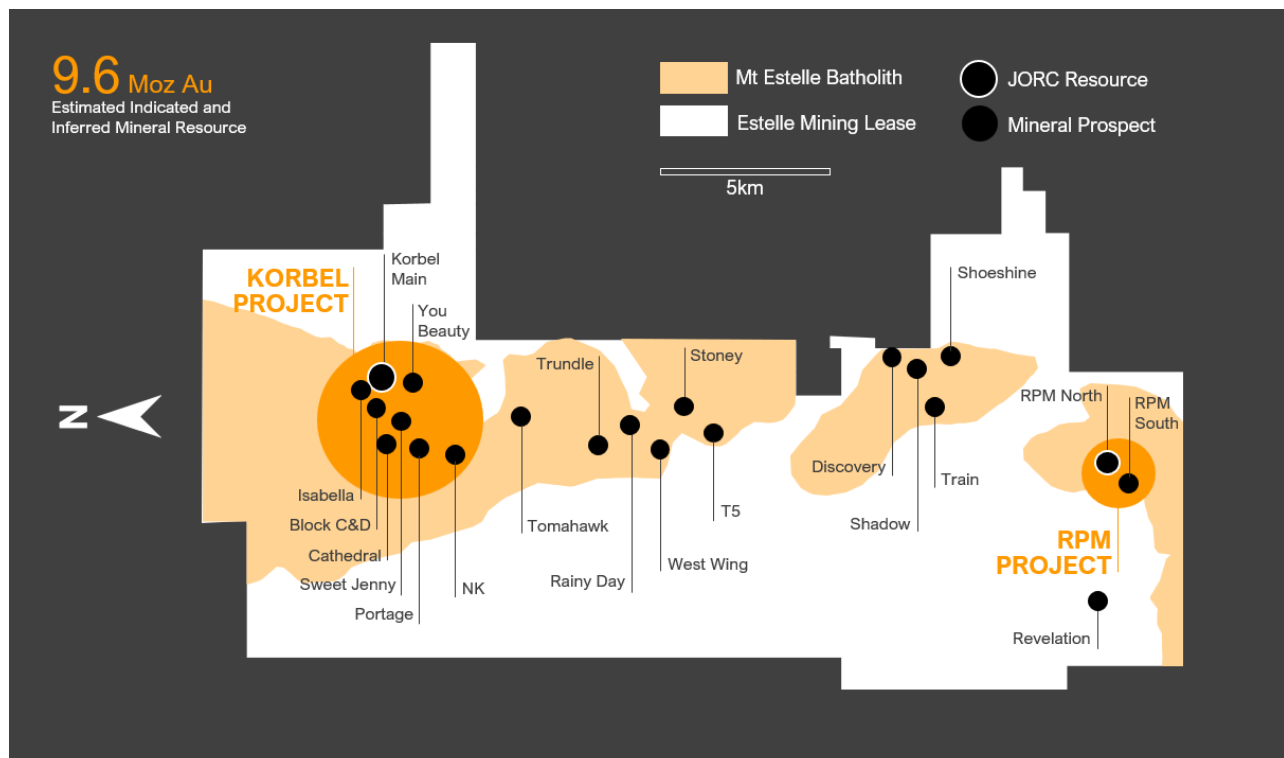 9.6 Moz Au
Estimated Indicated and
Inferred Mineral Resource
Mt Estelle Batholith
Estelle Mining Lease
5km
JORC Resource
Mineral Prospect
KORBEL
PROJECT
Korbel
Main
You
Beauty
Trundle
Stoney
Shoeshine
RPM North
RPM
South
N
Isabella
Block C&D
Cathedral
Sweet Jenny
Portage
NK
Tomahawk
Rainy Day
West Wing
T5
Discovery
Shadow
Train
RPM
PROJECT
Revelation